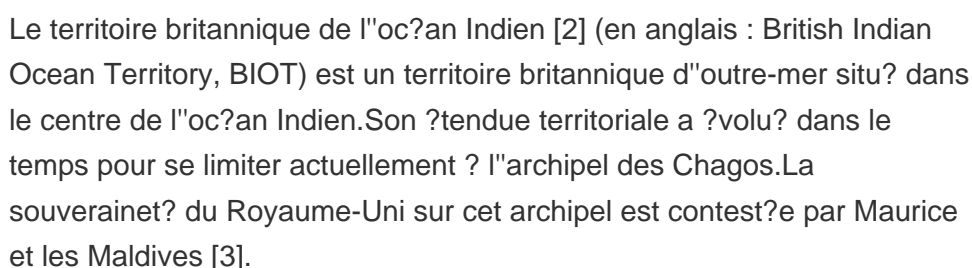 Le territoire britannique de l''oc?an Indien [2] (en anglais : British Indian
Ocean Territory, BIOT) est un territoire britannique d''outre-mer situ? dans
le centre de l''oc?an Indien.Son ?tendue territoriale a ?volu? dans le
temps pour se limiter actuellement ? l''archipel des Chagos.La
souverainet? du Royaume-Uni sur cet archipel est contest?e par Maurice
et les Maldives [3].